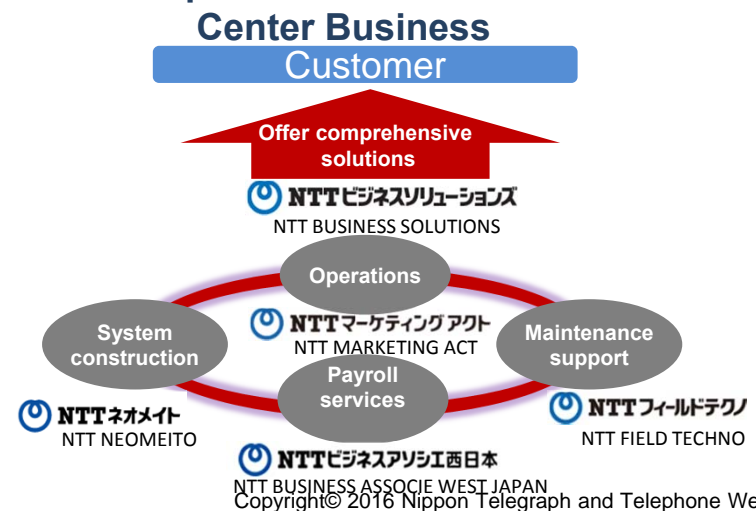 Center Business
Customer
Offer comprehensive
solutions
NTTビジネスソリューションズ
NTT BUSINESS SOLUTIONS
Operations
NTTマーケティングアクト
NTT MARKETING ACT
System
construction
Maintenance
support
Payroll
services
NTTネオメイト
NTT NEOMEITO
NTTフィールドテクノ
NTT FIELD TECHNO
NTTビジネスアソシエ西日本
NTT BUSINESS ASSOCIE WEST JAPAN
Copyright© 2016 Nippon Telegraph and Telephone We